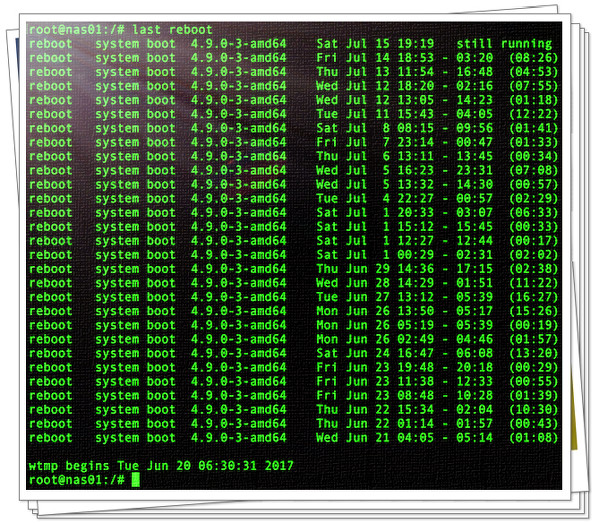 root@nas01:/# last reboot
reboot   system boot  4.9.0-3-amd64    Sat Jul 15 19:19   still running
reboot   system boot  4.9.0-3-amd64    Fri Jul 14 18:53 - 03:20  (08:26)
reboot   system boot  4.9.0-3-amd64    Thu Jul 13 11:54 - 16:48  (04:53)
reboot   system boot  4.9.0-3-amd64    Wed Jul 12 18:20 - 02:16  (07:55)
reboot   system boot  4.9.0-3-amd64    Wed Jul 12 13:05 - 14:23  (01:18)
reboot   system boot  4.9.0-3-amd64    Tue Jul 11 15:43 - 04:05  (12:22)
reboot   system boot  4.9.0-3-amd64    Sat Jul  8 08:15 - 09:56  (01:41)
reboot   system boot  4.9.0-3-amd64    Fri Jul  7 23:14 - 00:47  (01:33)
reboot   system boot  4.9.0-3-amd64    Thu Jul  6 13:11 - 13:45  (00:34)
reboot   system boot  4.9.0-3-amd64    Wed Jul  5 16:23 - 23:31  (07:08)
reboot   system boot  4.9.0-3-amd64    Wed Jul  5 13:32 - 14:30  (00:57)
reboot   system boot  4.9.0-3-amd64    Tue Jul  4 22:27 - 00:57  (02:29)
reboot   system boot  4.9.0-3-amd64    Sat Jul  1 20:33 - 03:07  (06:33)
reboot   system boot  4.9.0-3-amd64    Sat Jul  1 15:12 - 15:45  (00:33)
reboot   system boot  4.9.0-3-amd64    Sat Jul  1 12:27 - 12:44  (00:17)
reboot   system boot  4.9.0-3-amd64    Sat Jul  1 00:29 - 02:31  (02:02)
reboot   system boot  4.9.0-3-amd64    Thu Jun 29 14:36 - 17:15  (02:38)
reboot   system boot  4.9.0-3-amd64    Wed Jun 28 14:29 - 01:51  (11:22)
reboot   system boot  4.9.0-3-amd64    Tue Jun 27 13:12 - 05:39  (16:27)
reboot   system boot  4.9.0-3-amd64    Mon Jun 26 13:50 - 05:17  (15:26)
reboot   system boot  4.9.0-3-amd64    Mon Jun 26 05:19 - 05:39  (00:19)
reboot   system boot  4.9.0-3-amd64    Mon Jun 26 02:49 - 04:46  (01:57)
reboot   system boot  4.9.0-3-amd64    Sat Jun 24 16:47 - 06:08  (13:20)
reboot   system boot  4.9.0-3-amd64    Fri Jun 23 19:48 - 20:18  (00:29)
reboot   system boot  4.9.0-3-amd64    Fri Jun 23 11:38 - 12:33  (00:55)
reboot   system boot  4.9.0-3-amd64    Fri Jun 23 08:48 - 10:28  (01:39)
reboot   system boot  4.9.0-3-amd64    Thu Jun 22 15:34 - 02:04  (10:30)
reboot   system boot  4.9.0-3-amd64    Thu Jun 22 01:14 - 01:57  (00:43)
reboot   system boot  4.9.0-3-amd64    Wed Jun 21 04:05 - 05:14  (01:08)
wtmp begins Tue Jun 20 06:30:31 2017
root@nas01:/#